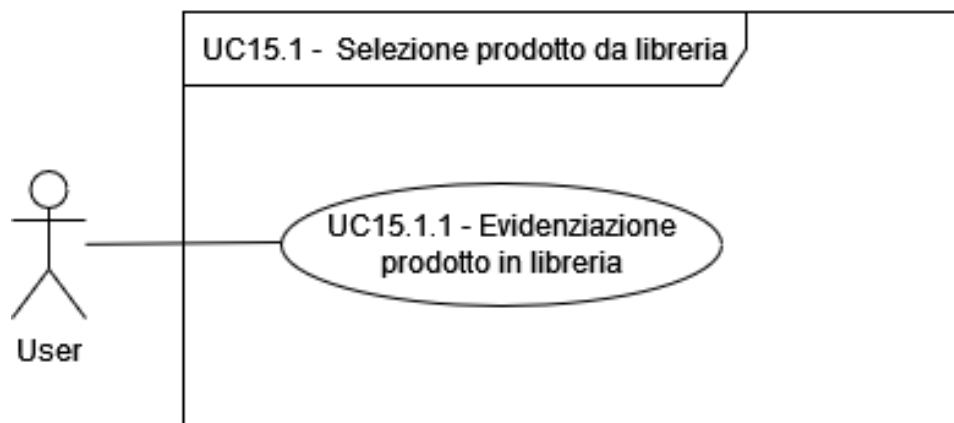 UC15.1 - Selezione prodotto da libreria
UC15.1.1 - Evidenziazione
prodotto in libreria
User